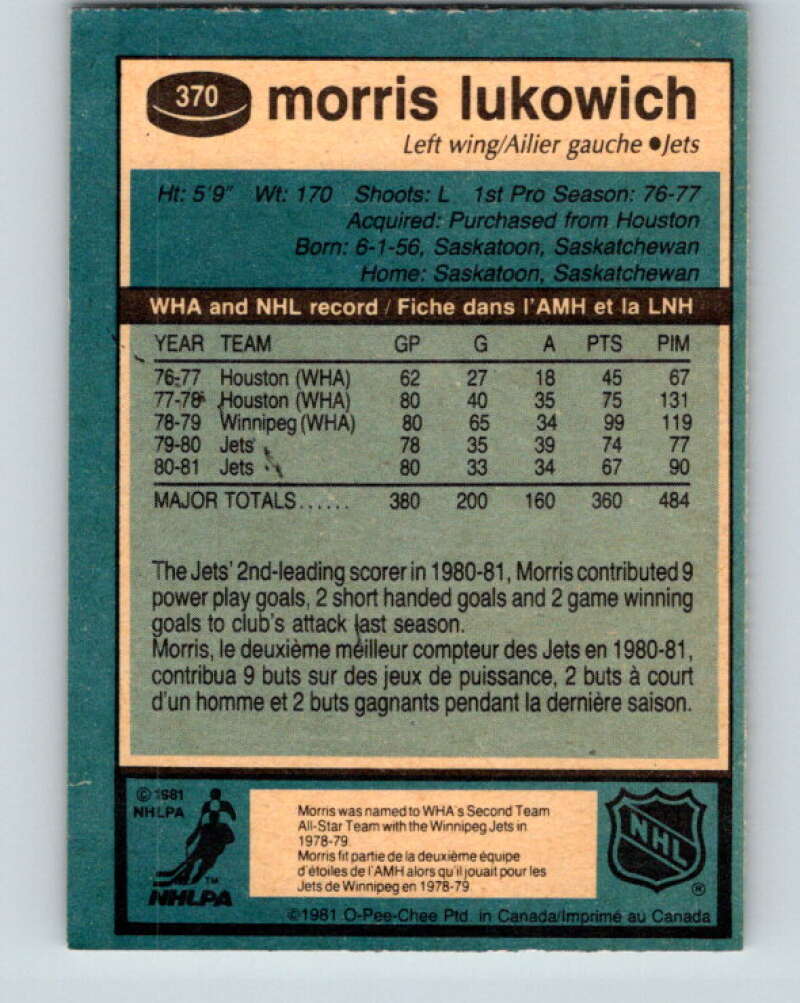 370 morris lukowich
Left wing/Ailier gauche ●Jets
Ht: 5'9" Wt: 170 Shoots: L 1st Pro Season: 76-77
Acquired: Purchased from Houston
Born: 6-1-56, Saskatoon, Saskatchewan
Home: Saskatoon, Saskatchewan
WHA and NHL record / Fiche dans l'AMH et la LNH
YEAR TEAM GP G A PTS PIM
76-77 Houston (WHA) 62 27 18 45 67
77-78 Houston (WHA) 80 40 35 75 131
78-79 Winnipeg (WHA) 80 65 34 99 119
79-80 Jets 78 35 39 74 77
80-81 Jets 80 33 34 67 90
MAJOR TOTALS...... 380 200 160 360 484
The Jets' 2nd-leading scorer in 1980-81, Morris contributed 9
power play goals, 2 short handed goals and 2 game winning
goals to club's attack last season.
Morris, le deuxième meilleur compteur des Jets en 1980-81,
contribua 9 buts sur des jeux de puissance, 2 buts à court
d'un homme et 2 buts gagnants pendant la dernière saison.
© 1981
NHLPA
TM
NHLPA
Morris was named to WHA's Second Team
All-Star Team with the Winnipeg Jets in
1978-79.
Morris fit partie de la deuxième équipe
d'étoiles de l'AMH alors qu'il jouait pour les
Jets de Winnipeg en 1978-79.
NHL
®
©1981 O-Pee-Chee Ptd. in Canada/Imprimé au Canada